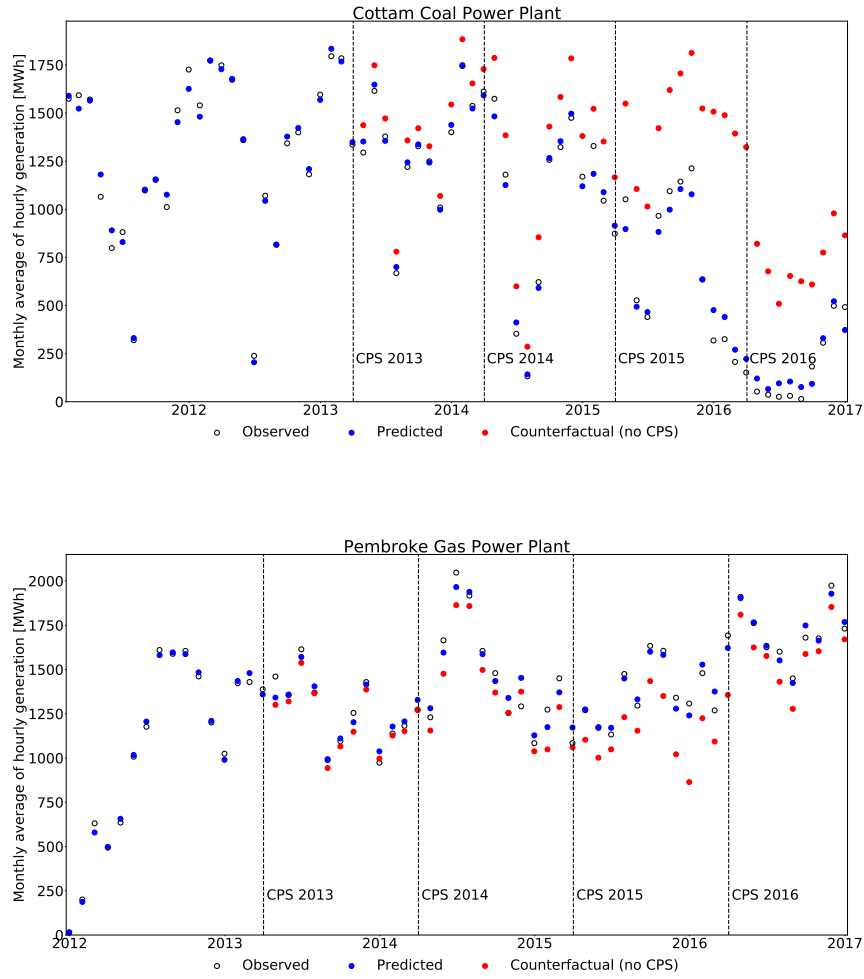 Cottam Coal Power Plant
Monthly average of hourly generation [MWh]
1750
1500
1250
1000
750
500
250
0
CPS 2013
CPS 2014
CPS 2015
CPS 2016
2012
2013
2014
2015
2016
2017
Observed
Predicted
Counterfactual (no CPS)
Pembroke Gas Power Plant
Monthly average of hourly generation [MWh]
2000
1750
1500
1250
1000
750
500
250
0
CPS 2013
CPS 2014
CPS 2015
CPS 2016
2012
2013
2014
2015
2016
2017
Observed
Predicted
Counterfactual (no CPS)